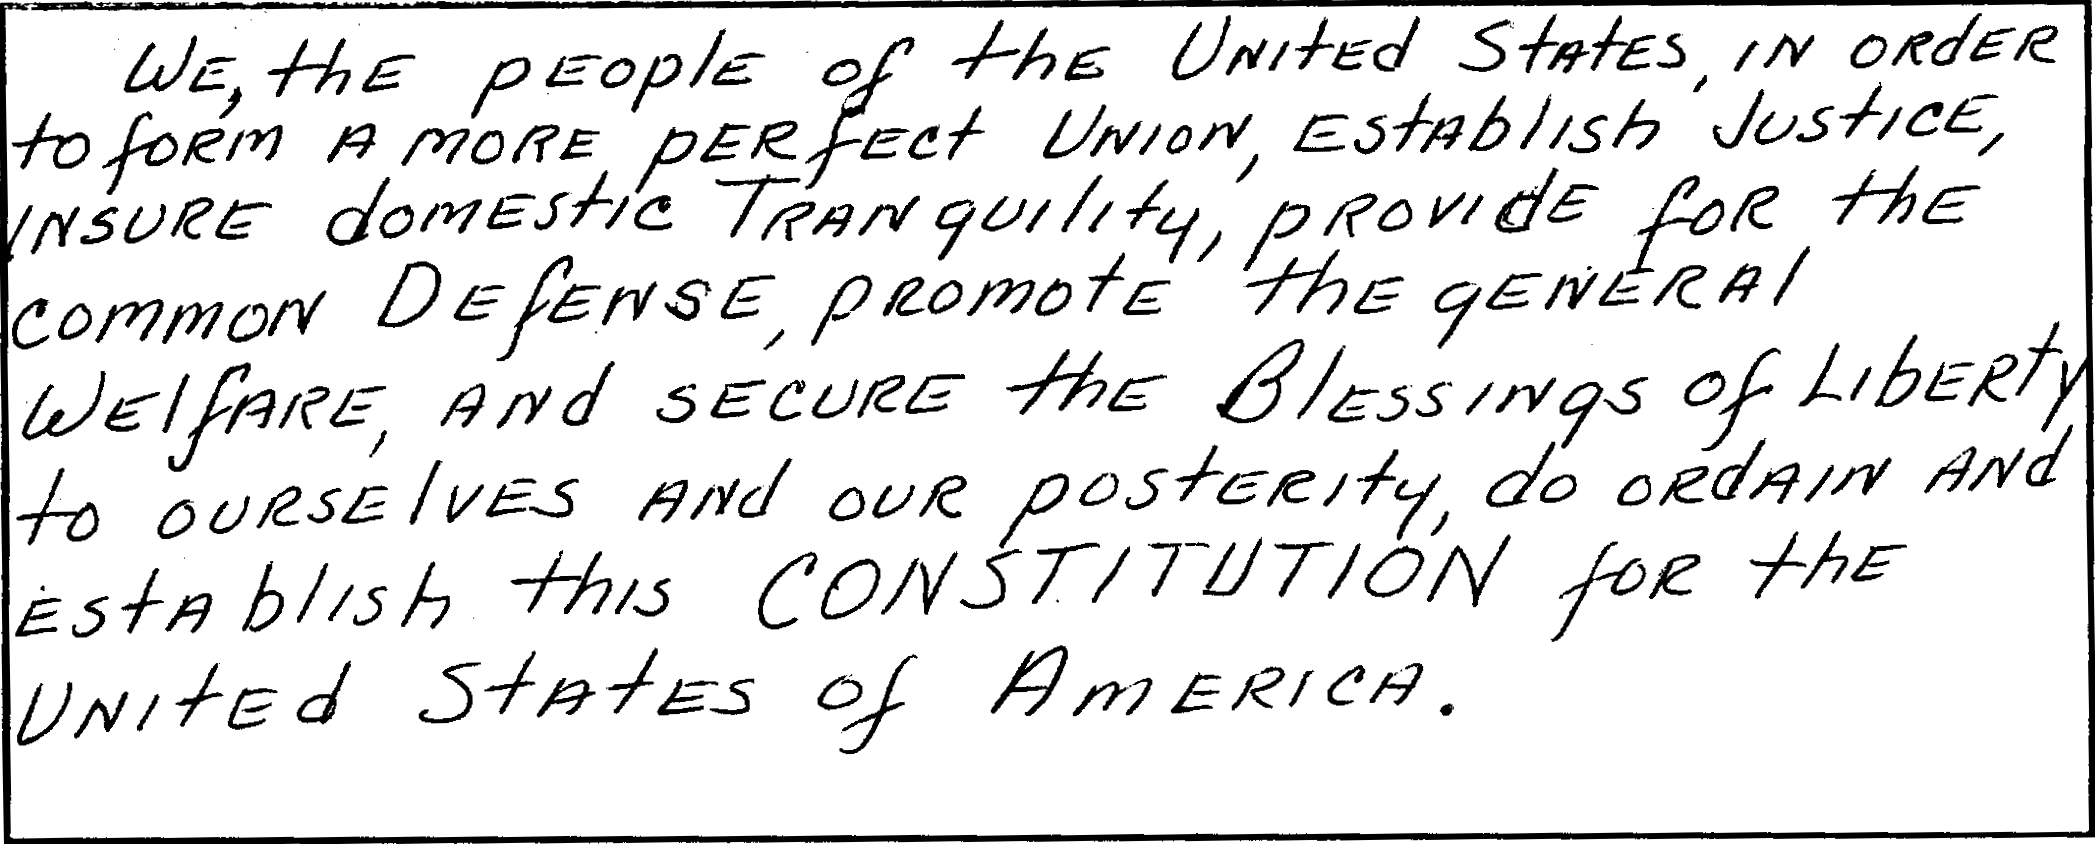 We, the people of the United States, in order
to form a more perfect Union, establish Justice,
insure domestic Tranquility, provide for the
common Defense, promote the general
Welfare, and secure the Blessings of Liberty
to ourselves and our posterity, do ordain and
establish this CONSTITUTION for the
United States of America.